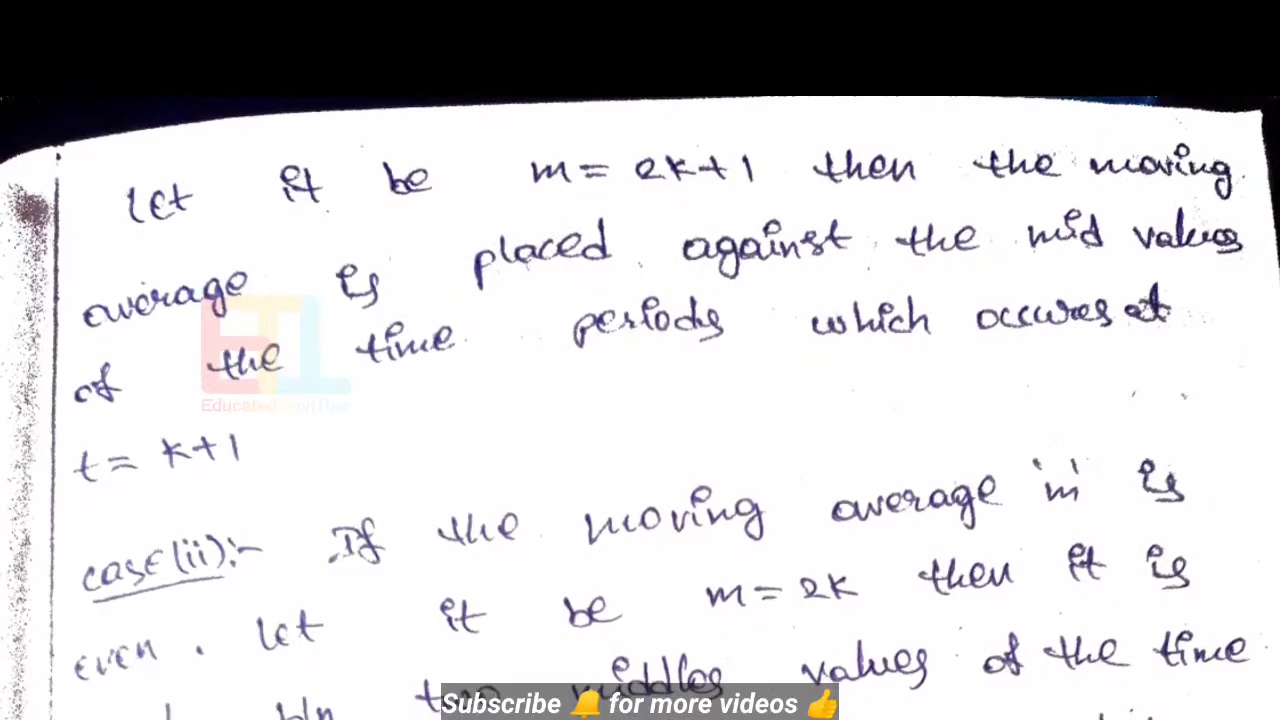 Let it be m = 2k+1 then the moving
average is placed against the mid values
of the time periods which occures at
t = k+1
case(ii):- If the moving average 'm' is
even. Let it be m = 2k then it is
b/n two middles values of the time
Subscribe 🔔 for more videos 👍